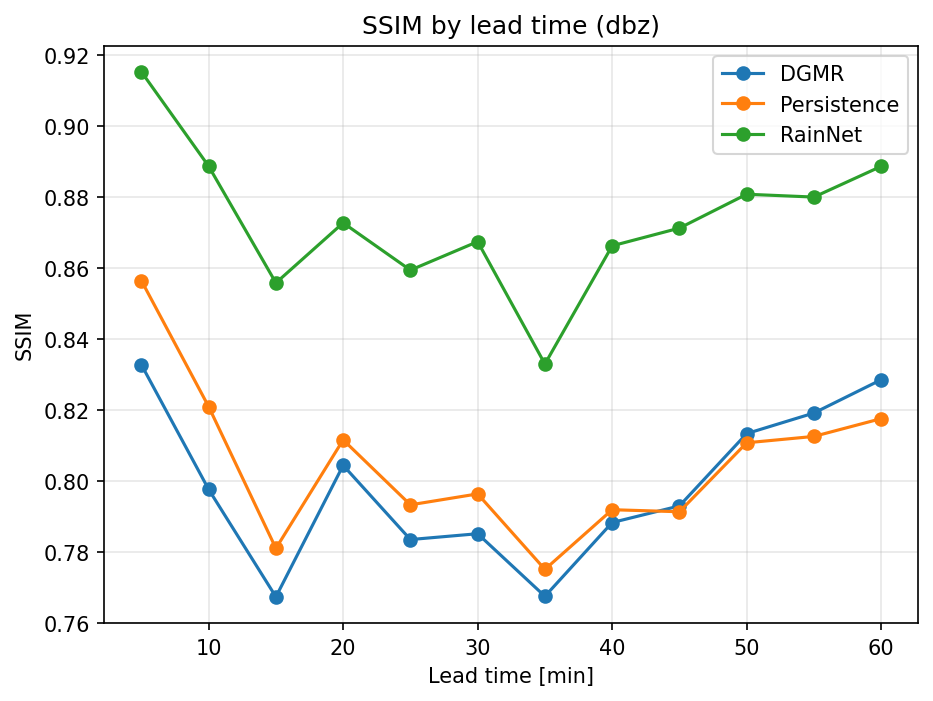 SSIM by lead time (dbz)
DGMR
Persistence
RainNet
SSIM
0.92
0.90
0.88
0.86
0.84
0.82
0.80
0.78
0.76
10 20 30 40 50 60
Lead time [min]